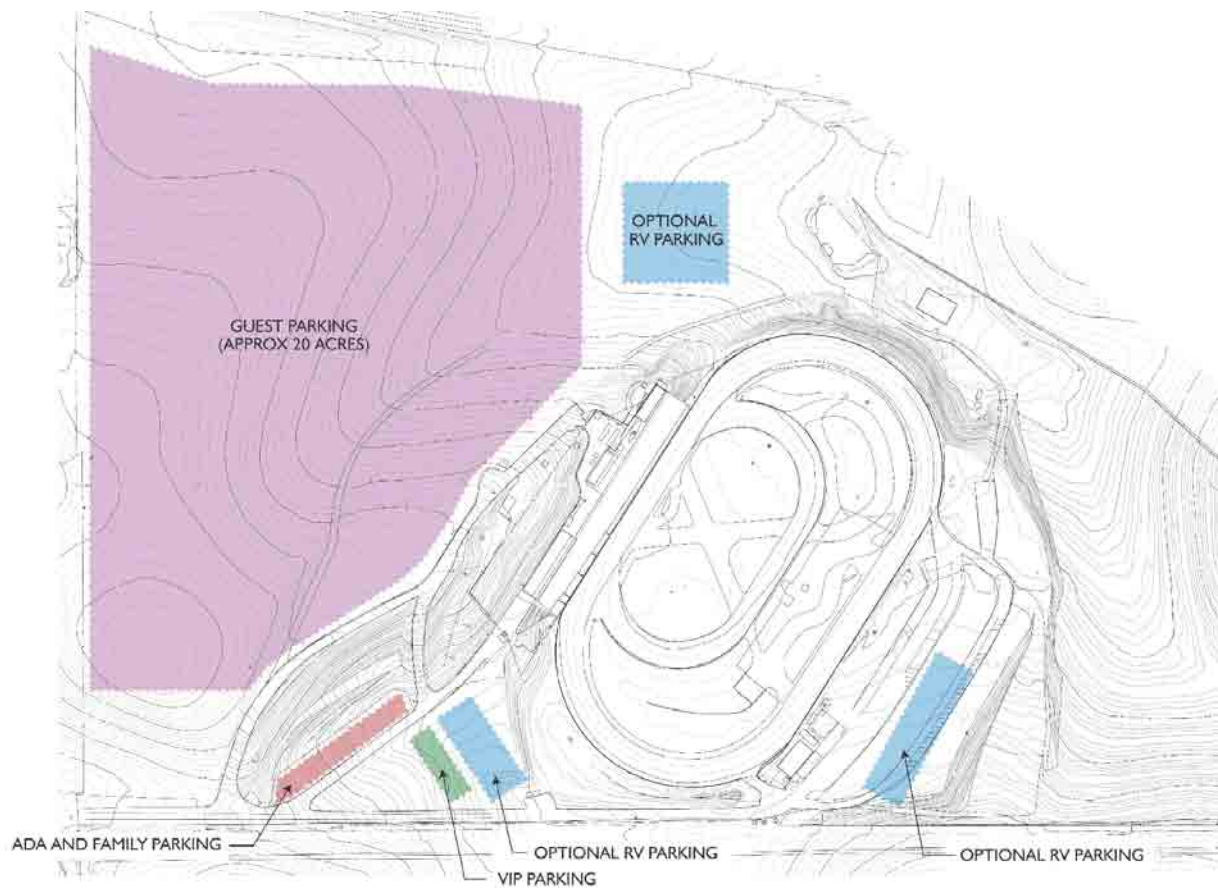 OPTIONAL
RV PARKING
GUEST PARKING
(APPROX 20 ACRES)
ADA AND FAMILY PARKING
OPTIONAL RV PARKING
OPTIONAL RV PARKING
VIP PARKING